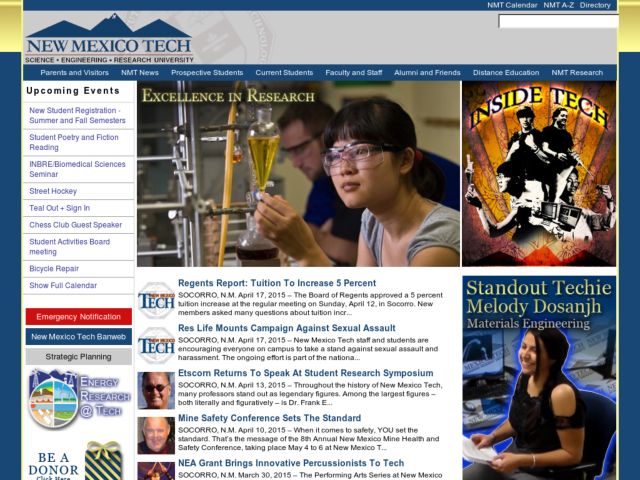 NMT Calendar NMT A-Z Directory
NEW MEXICO TECH
SCIENCE • ENGINEERING • RESEARCH UNIVERSITY
Parents and Visitors NMT News Prospective Students Current Students Faculty and Staff Alumni and Friends Distance Education NMT Research
Upcoming Events
New Student Registration -
Summer and Fall Semesters
Student Poetry and Fiction
Reading
INBRE/Biomedical Sciences
Seminar
Street Hockey
Teal Out + Sign In
Chess Club Guest Speaker
Student Activities Board
meeting
Bicycle Repair
Show Full Calendar
Emergency Notification
New Mexico Tech Banweb
Strategic Planning
ENERGY
RESEARCH
@ TECH
BE A
DONOR
Click Here
EXCELLENCE IN RESEARCH
NEW MEXICO
TECH
Regents Report: Tuition To Increase 5 Percent
SOCORRO, N.M. April 17, 2015 – The Board of Regents approved a 5 percent
tuition increase at the regular meeting on Sunday, April 12, in Socorro. New
members asked many questions about tuition incr...
NEW MEXICO
TECH
Res Life Mounts Campaign Against Sexual Assault
SOCORRO, N.M. April 17, 2015 – New Mexico Tech staff and students are
encouraging everyone on campus to take a stand against sexual assault and
harassment. The ongoing effort is part of the nationa...
Etscorn Returns To Speak At Student Research Symposium
SOCORRO, N.M. April 13, 2015 – Throughout the history of New Mexico Tech,
many professors stand out as legendary figures. Among the largest figures –
both literally and figuratively – is Dr. Frank E...
Mine Safety Conference Sets The Standard
SOCORRO, N.M. April 10, 2015 – When it comes to safety, YOU set the
standard. That's the message of the 8th Annual New Mexico Mine Health and
Safety Conference, taking place May 4 to 6 at New Mexico T...
NEA Grant Brings Innovative Percussionists To Tech
SOCORRO, N.M. March 30, 2015 – The Performing Arts Series at New Mexico
INSIDE TECH
Standout Techie
Melody Dosanjh
Materials Engineering